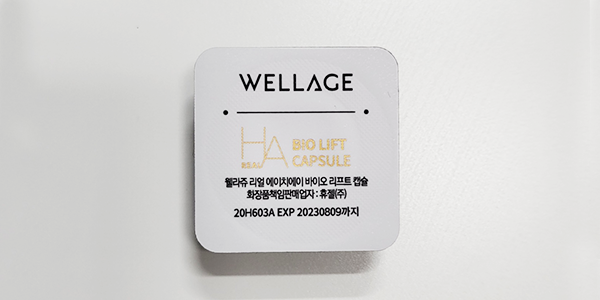 WELLAGE
HA BIO LIFT
REAL CAPSULE
웰라쥬 리얼 에이치에이 바이오 리프트 캡슐
화장품책임판매업자 : 휴젤(주)
20H603A EXP 20230809까지